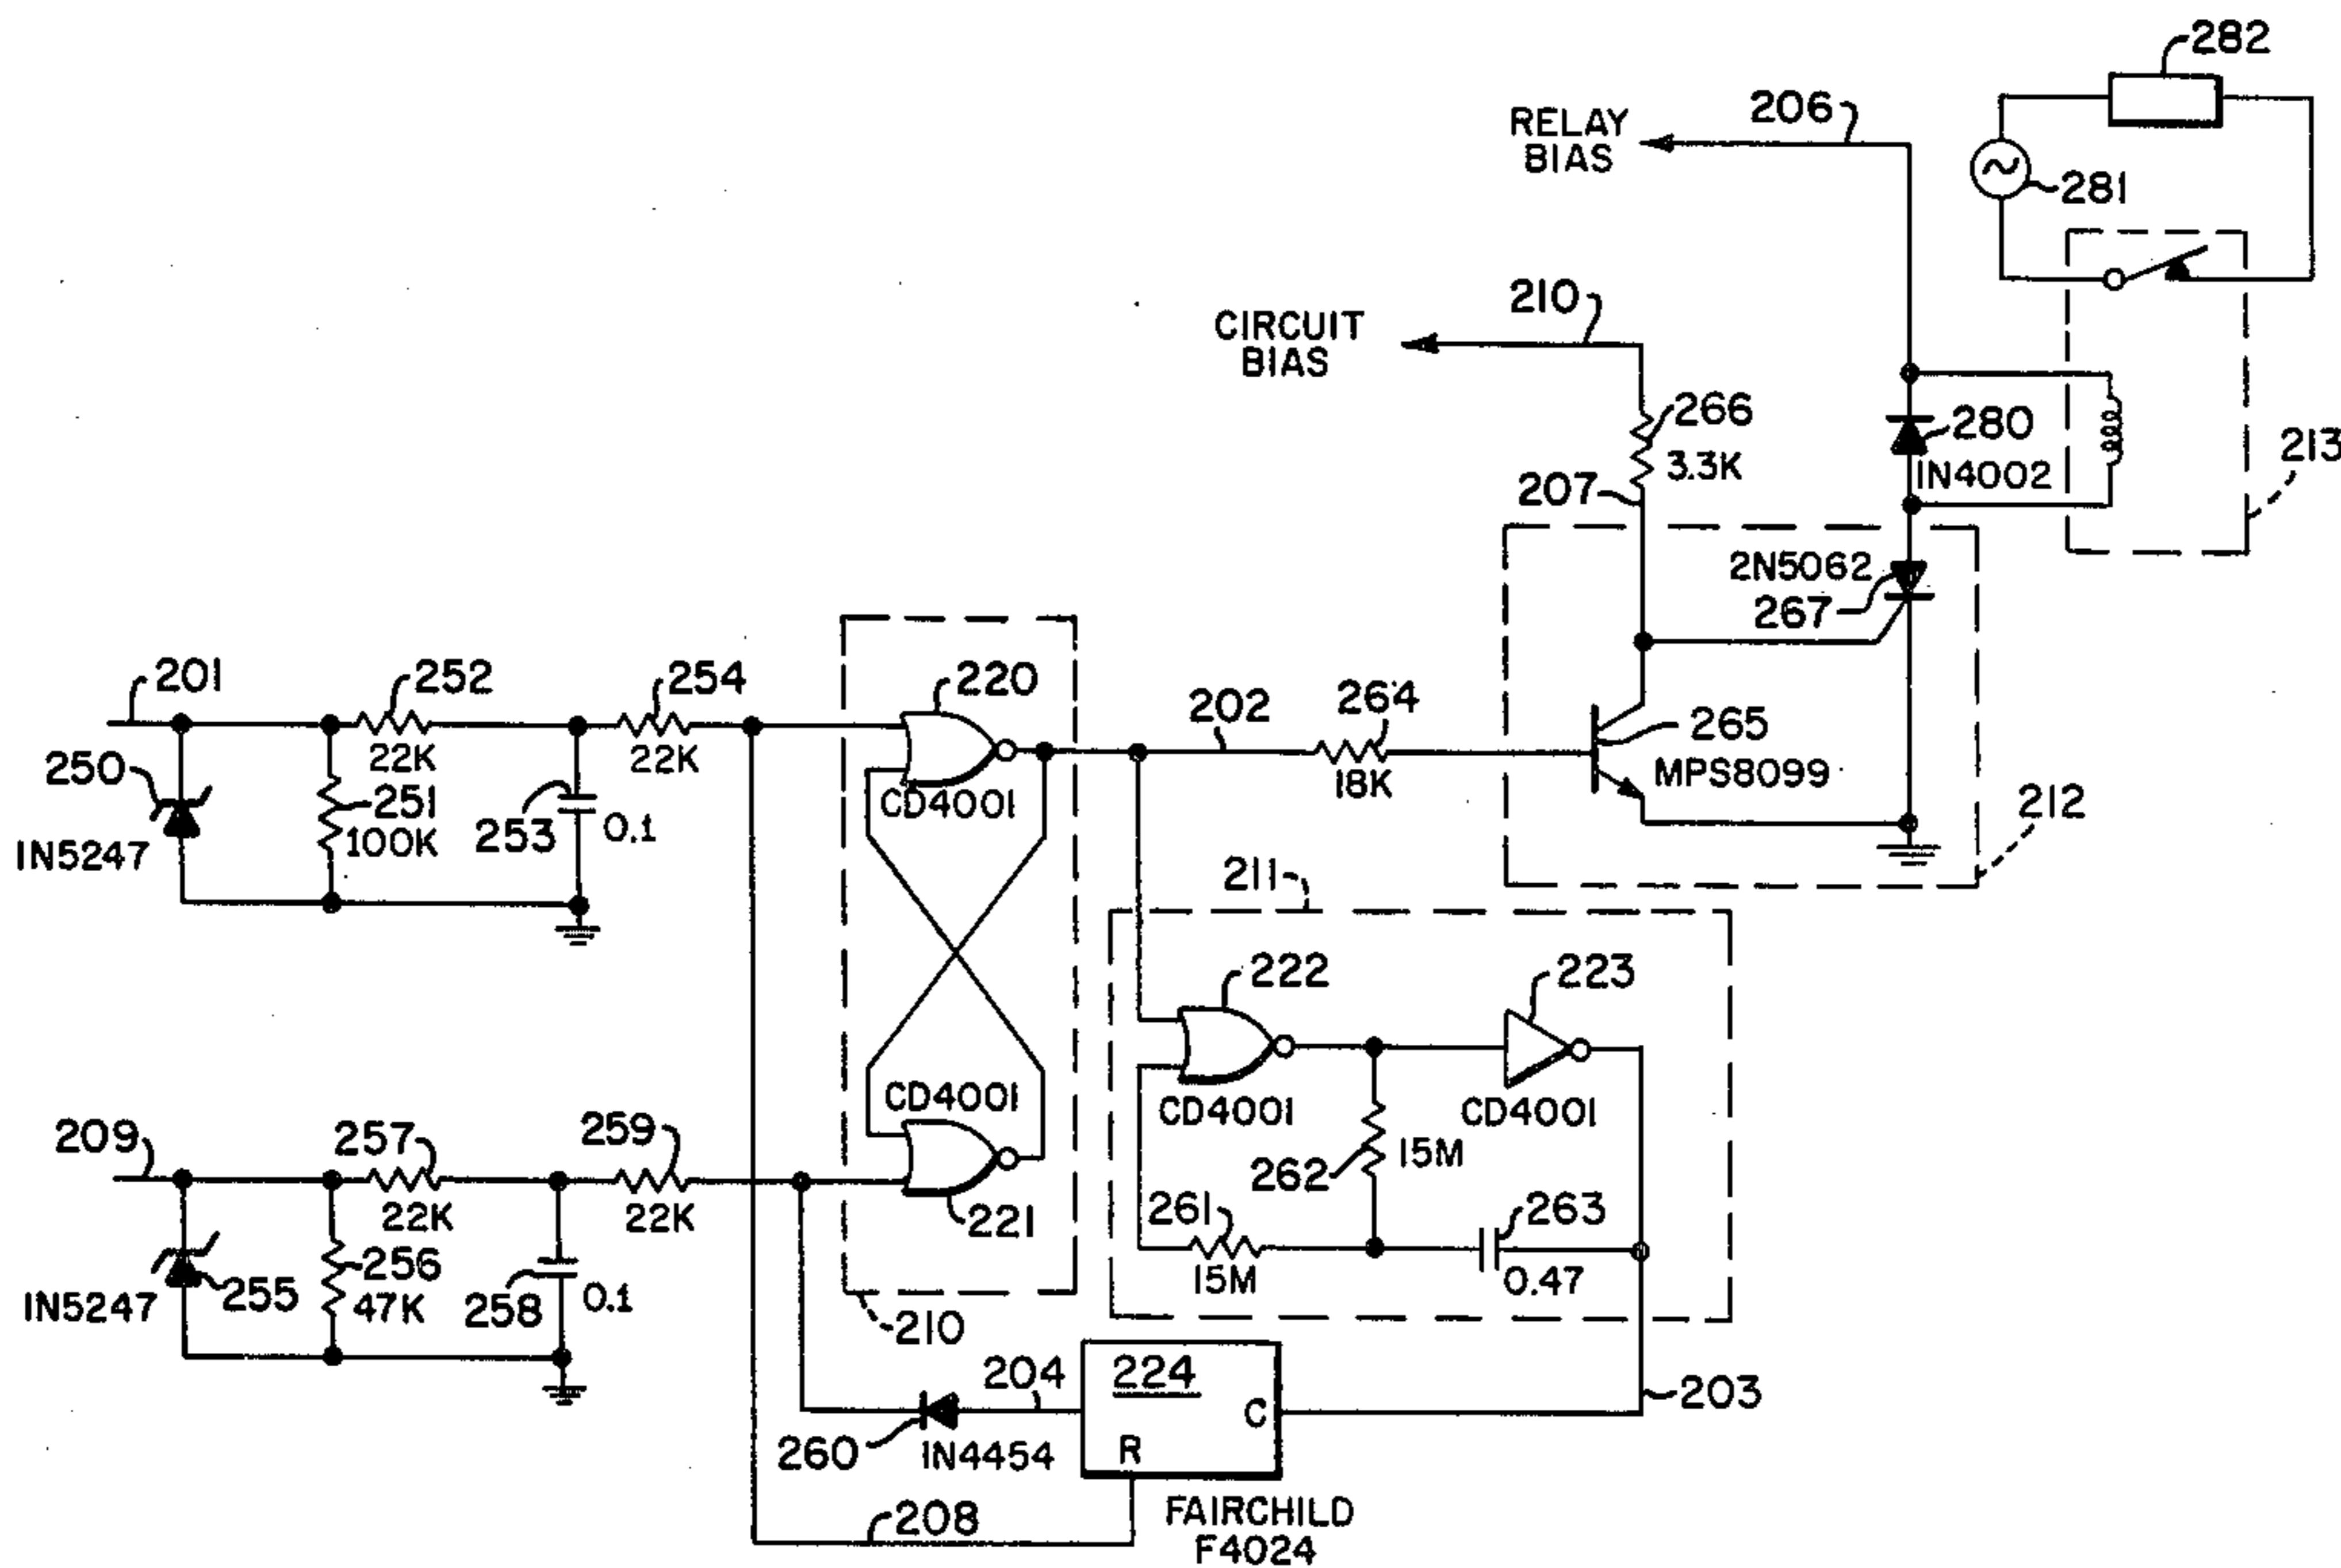 282
RELAY
BIAS
206
281
CIRCUIT
BIAS
210
266
3.3K
207
280
IN4002
213
2N5062
267
201
252
22K
254
22K
220
CD4001
202
264
18K
265
MPS8099
212
250
IN5247
251
100K
253
0.1
211
222
CD4001
223
CD4001
262
15M
261
15M
263
0.47
209
257
22K
259
22K
CD4001
221
210
255
IN5247
256
47K
258
0.1
204
224
C
R
203
260
IN4454
208
FAIRCHILD
F4024